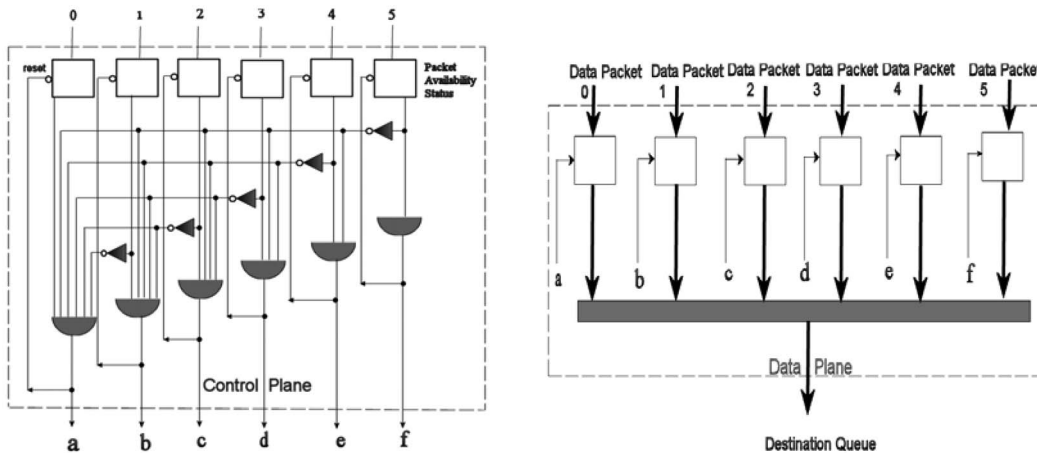 0 1 2 3 4 5
reset
Packet
Availability
Status
Control Plane
a b c d e f
Data Packet Data Packet Data Packet Data Packet Data Packet Data Packet
0 1 2 3 4 5
a b c d e f
Data Plane
Destination Queue